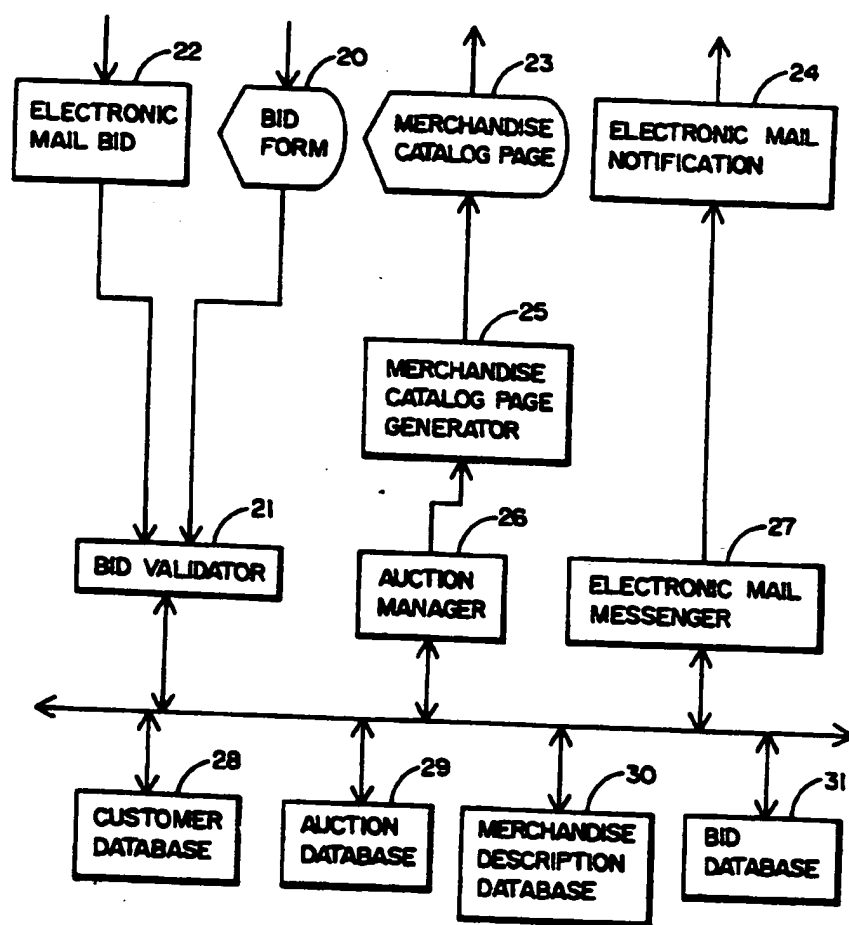 22
20
23
24
ELECTRONIC
MAIL BID
BID
FORM
MERCHANDISE
CATALOG PAGE
ELECTRONIC MAIL
NOTIFICATION
25
MERCHANDISE
CATALOG PAGE
GENERATOR
21
26
27
BID VALIDATOR
AUCTION
MANAGER
ELECTRONIC MAIL
MESSENGER
28
29
30
31
CUSTOMER
DATABASE
AUCTION
DATABASE
MERCHANDISE
DESCRIPTION
DATABASE
BID
DATABASE